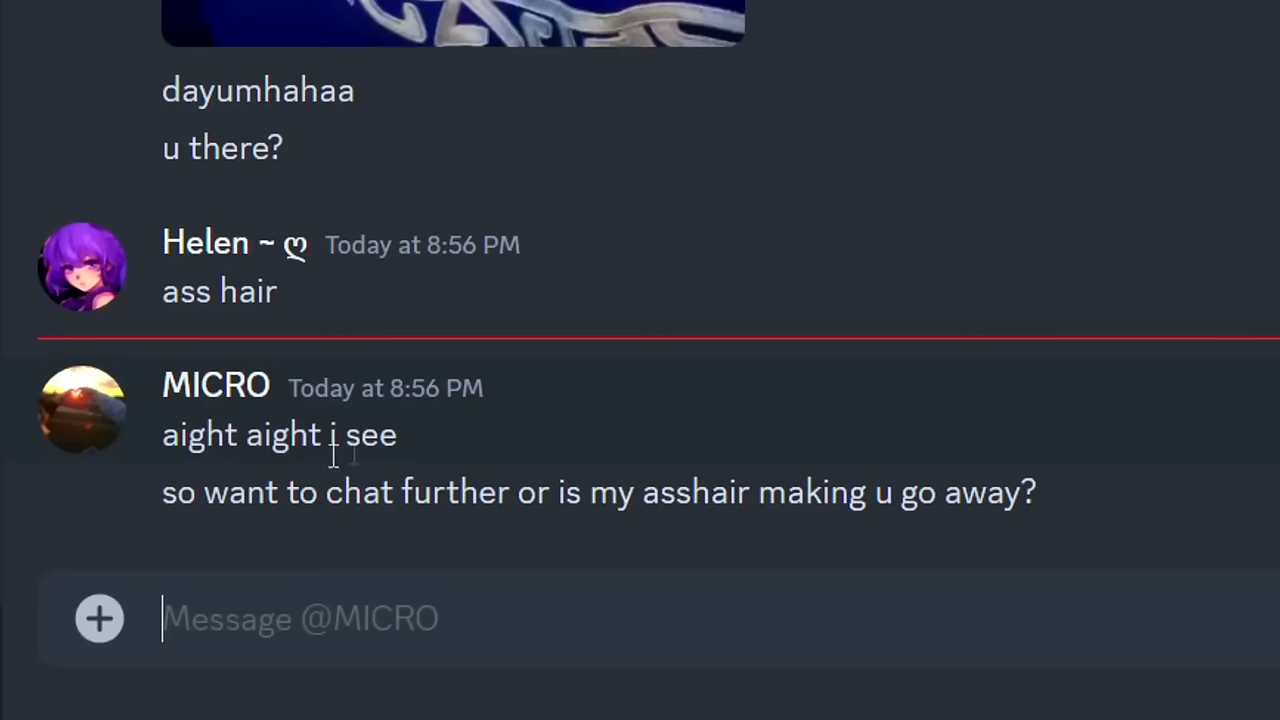 dayumhahaa
u there?
Helen ~ ღ Today at 8:56 PM
ass hair
MICRO Today at 8:56 PM
aight aight i see
so want to chat further or is my asshair making u go away?
Message @MICRO